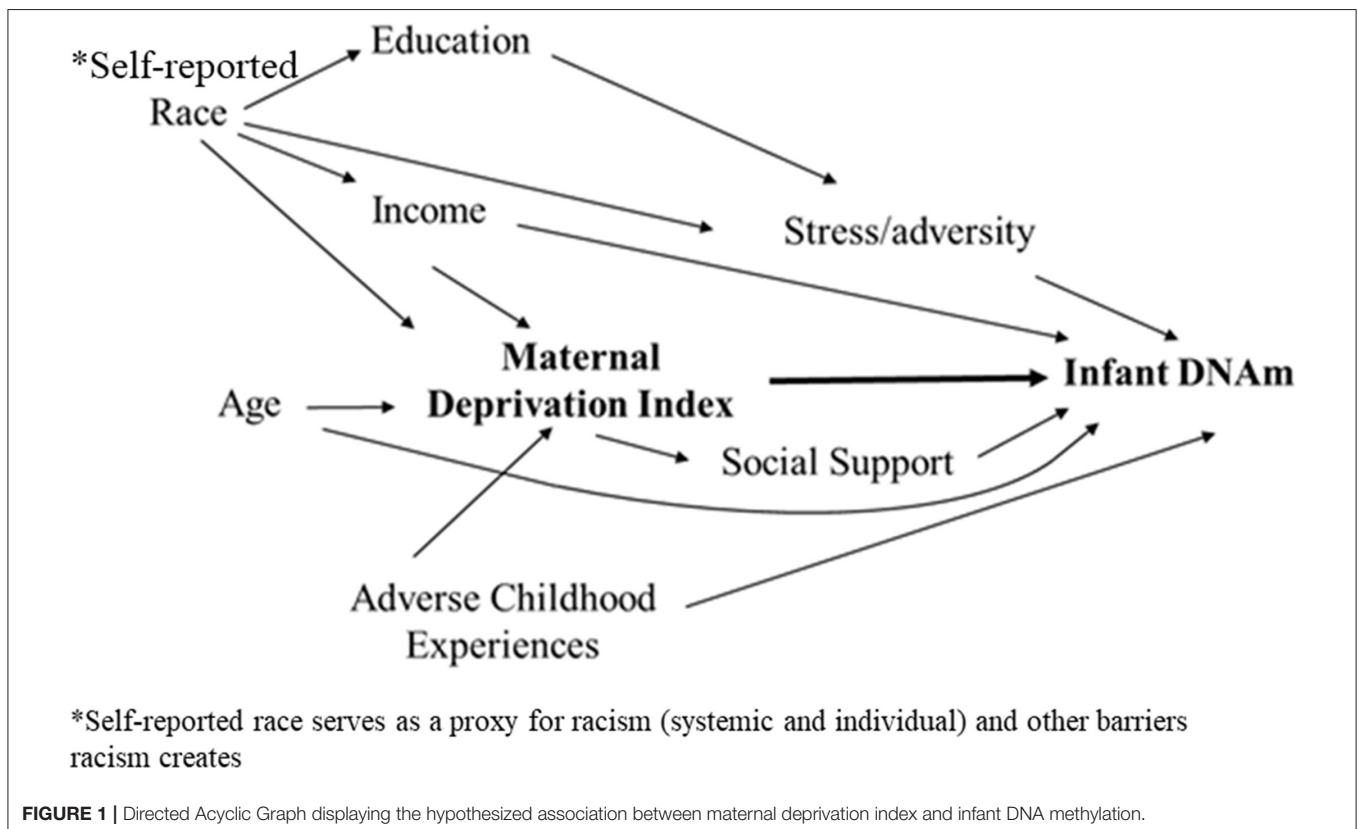 Education
*Self-reported
Race
Income
Stress/adversity
Maternal
Deprivation Index
Infant DNAm
Age
Social Support
Adverse Childhood
Experiences
*Self-reported race serves as a proxy for racism (systemic and individual) and other barriers
racism creates
FIGURE 1 | Directed Acyclic Graph displaying the hypothesized association between maternal deprivation index and infant DNA methylation.